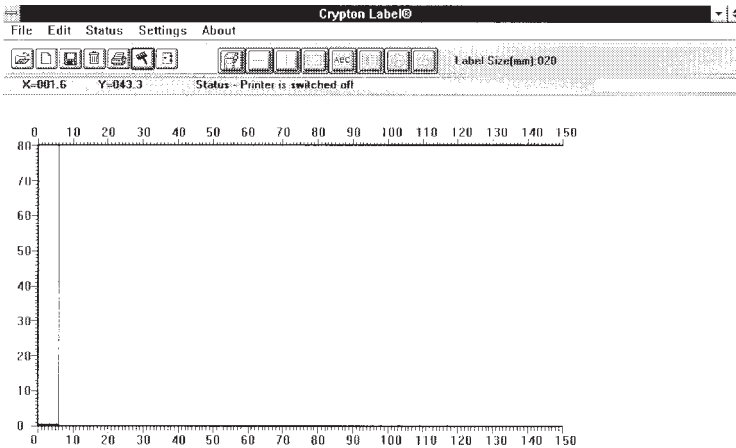 Crypton Label®
File Edit Status Settings About
ABC Label Size(mm):020
X=001.6 Y=043.3 Status - Printer is switched off
0 10 20 30 40 50 60 70 80 90 100 110 120 130 140 150
80
70
60
50
40
30
20
10
0
0 10 20 30 40 50 60 70 80 90 100 110 120 130 140 150